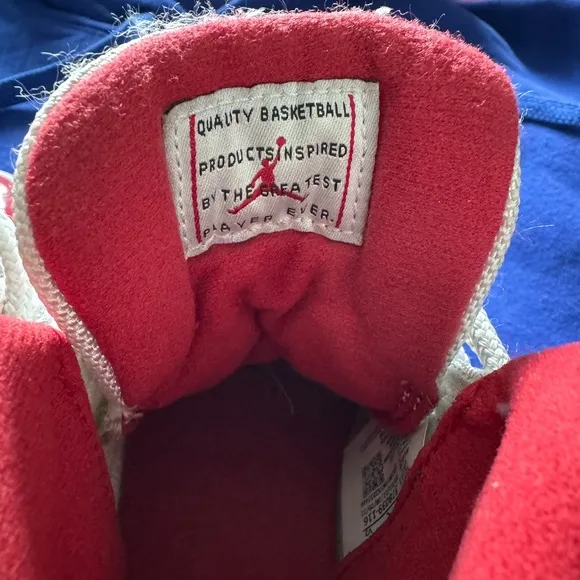 QUALITY BASKETBALL
PRODUCTS INSPIRED
BY THE GREATEST
PLAYER EVER.